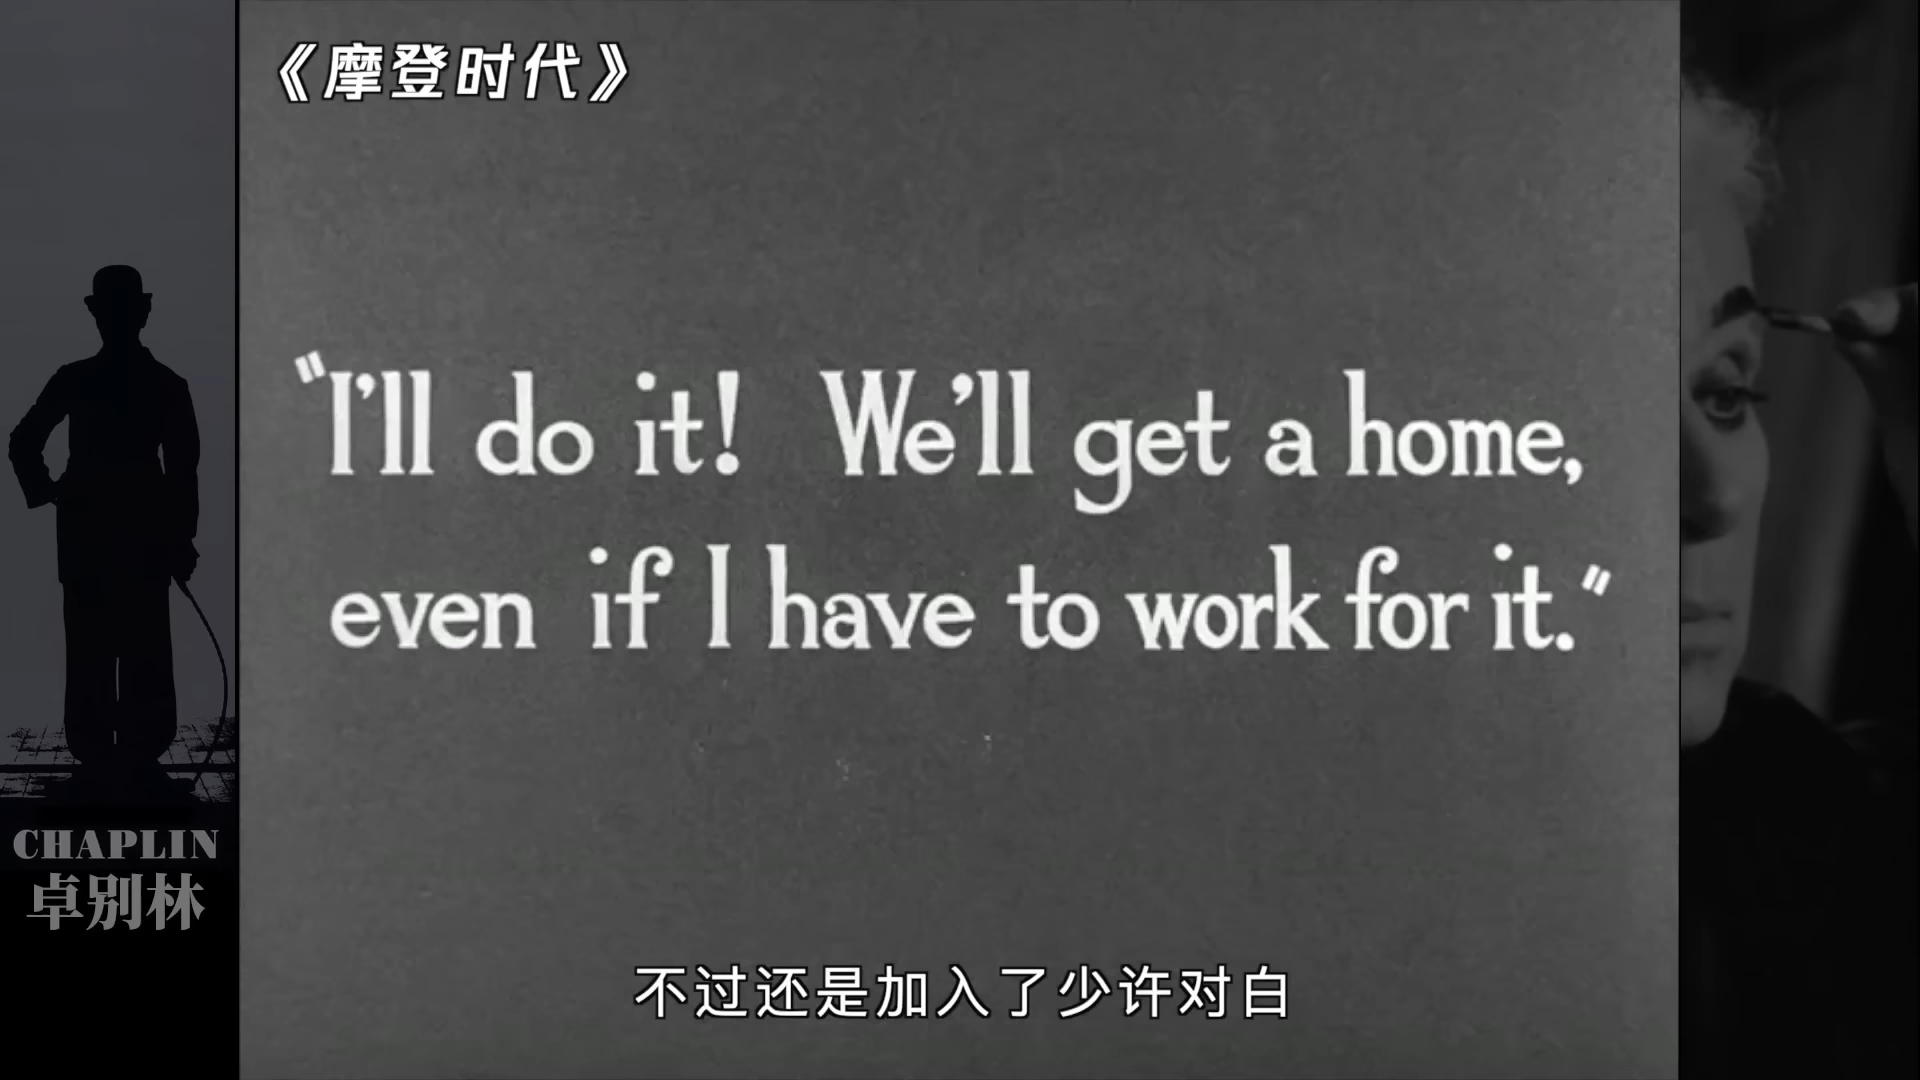 《摩登时代》
"I'll do it! We'll get a home,
even if I have to work for it."
CHAPLIN
卓别林
不过还是加入了少许对白